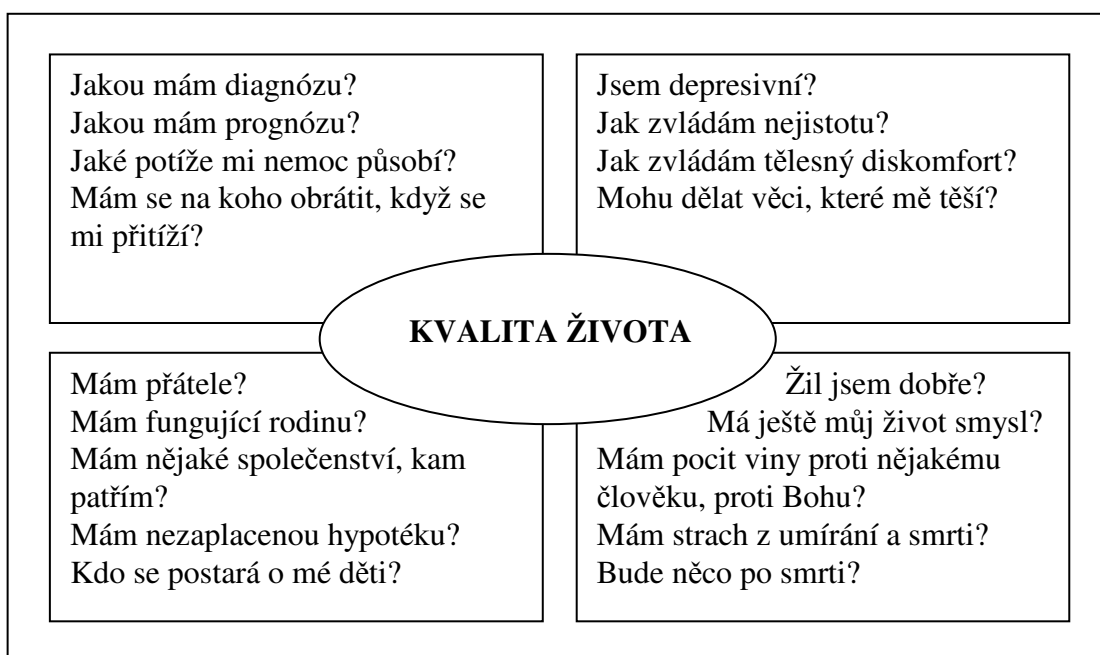 Jakou mám diagnózu?
Jakou mám prognózu?
Jaké potíže mi nemoc působí?
Mám se na koho obrátit, když se
mi přitíží?
Jsem depresivní?
Jak zvládám nejistotu?
Jak zvládám tělesný diskomfort?
Mohu dělat věci, které mě těší?
KVALITA ŽIVOTA
Mám přátele?
Mám fungující rodinu?
Mám nějaké společenství, kam
patřím?
Mám nezaplacenou hypotéku?
Kdo se postará o mé děti?
Žil jsem dobře?
Má ještě můj život smysl?
Mám pocit viny proti nějakému
člověku, proti Bohu?
Mám strach z umírání a smrti?
Bude něco po smrti?